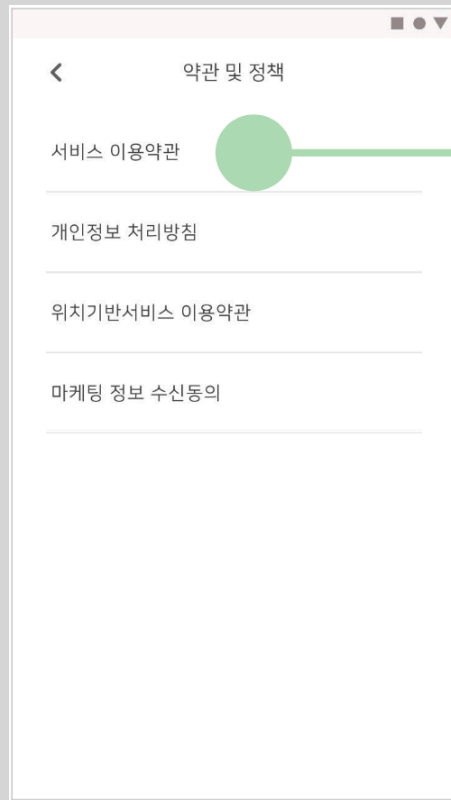 약관 및 정책
서비스 이용약관
개인정보 처리방침
위치기반서비스 이용약관
마케팅 정보 수신동의